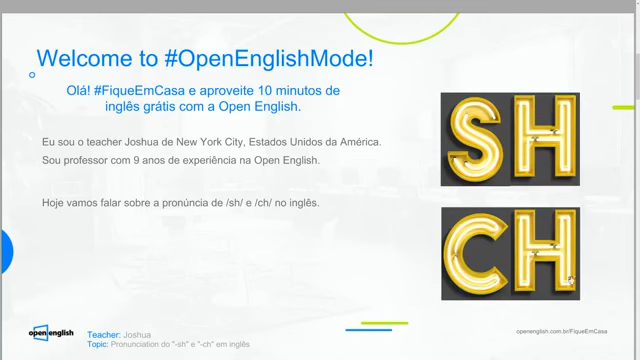 Welcome to #OpenEnglishMode!
Olá! #FiqueEmCasa e aproveite 10 minutos de
inglês grátis com a Open English.
Eu sou o teacher Joshua de New York City, Estados Unidos da América.
Sou professor com 9 anos de experiência na Open English.
Hoje vamos falar sobre a pronúncia de /sh/ e /ch/ no inglês.
SH
CH
open english
Teacher: Joshua
Topic: Pronunciation do "-sh" e "-ch" em inglês
openenglish.com.br/FiqueEmCasa